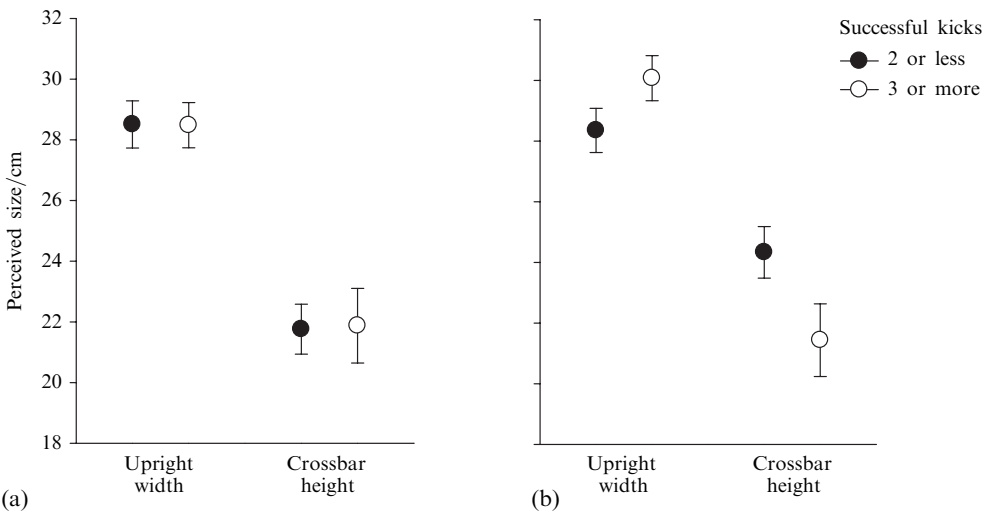 32
30
28
26
24
22
20
18
Perceived size/cm
Upright width
Crossbar height
(a)
Upright width
Crossbar height
(b)
Successful kicks
2 or less
3 or more